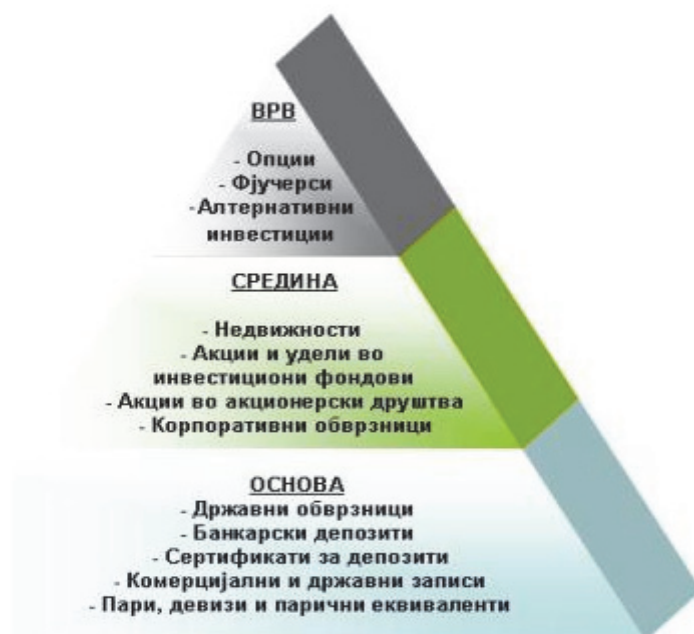 ВРВ
- Опции
- Фјучерси
-Алтернативни
инвестиции
СРЕДИНА
- Недвижности
- Акции и удели во
инвестициони фондови
- Акции во акционерски друштва
- Корпоративни обврзници
ОСНОВА
- Државни обврзници
- Банкарски депозити
- Сертификати за депозити
- Комерцијални и државни записи
- Пари, девизи и парични еквиваленти